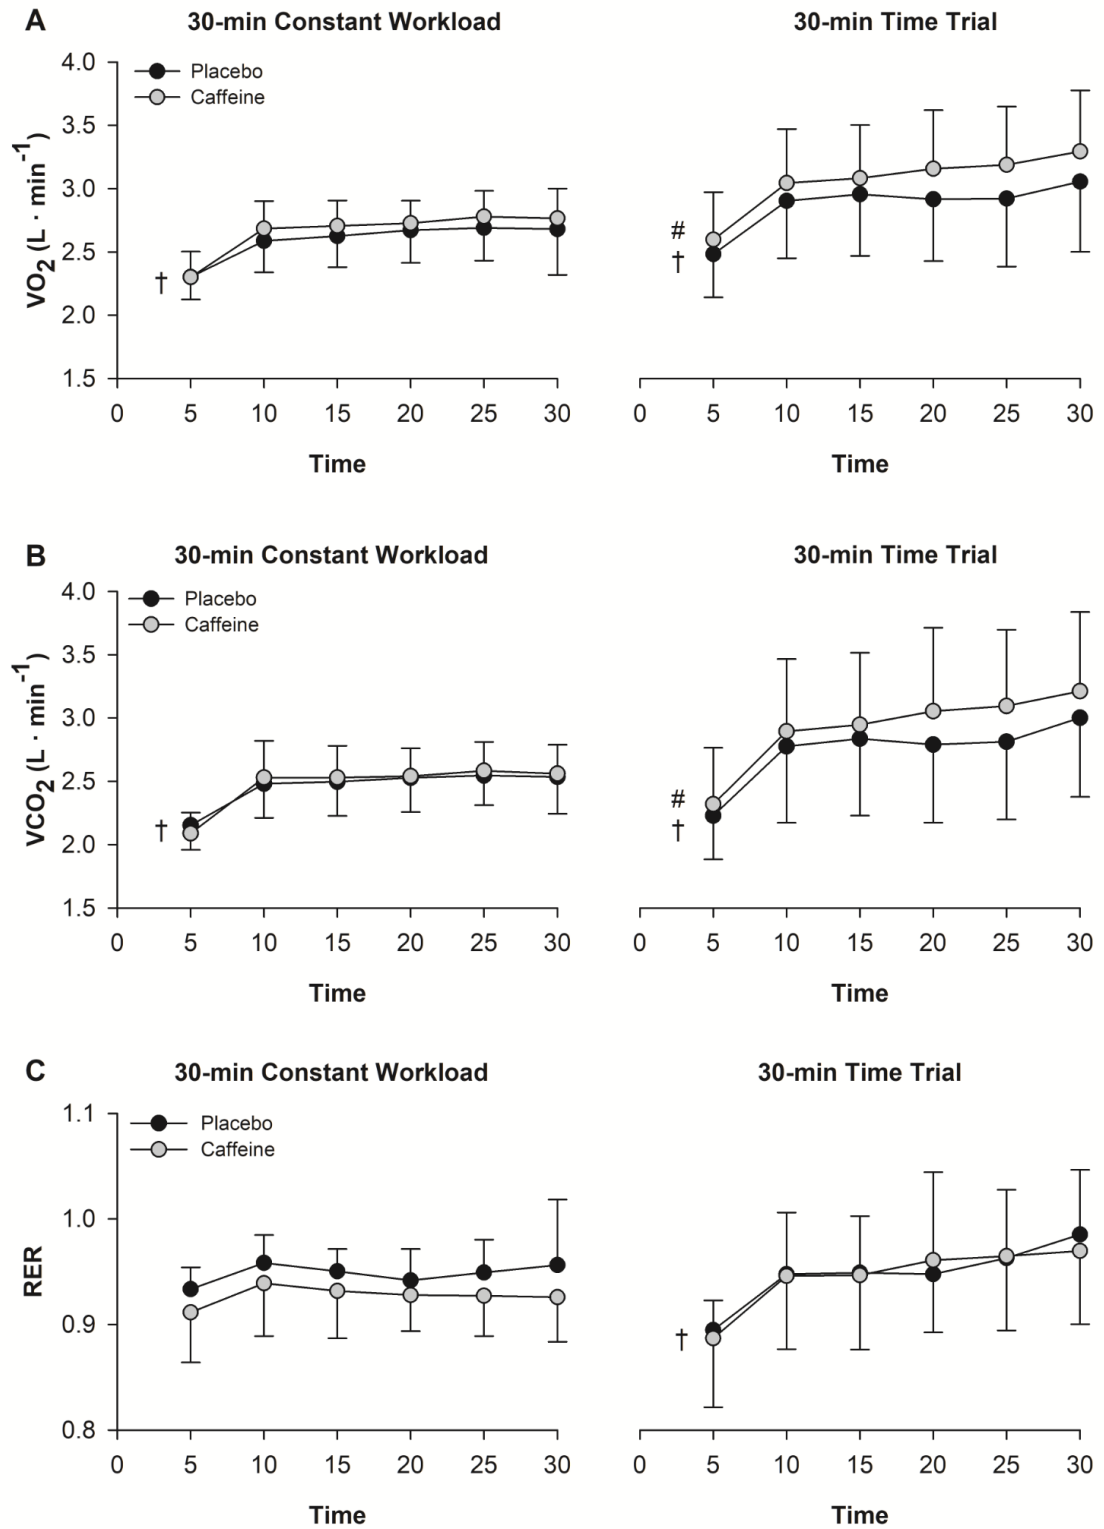 A 30-min Constant Workload 30-min Time Trial
4.0
Placebo
Caffeine
3.5
3.0
2.5
2.0
1.5
VO2 (L · min-1)
†
#
†
0 5 10 15 20 25 30 0 5 10 15 20 25 30
Time Time
B 30-min Constant Workload 30-min Time Trial
4.0
Placebo
Caffeine
3.5
3.0
2.5
2.0
1.5
VCO2 (L · min-1)
†
#
†
0 5 10 15 20 25 30 0 5 10 15 20 25 30
Time Time
C 30-min Constant Workload 30-min Time Trial
1.1
Placebo
Caffeine
1.0
0.9
0.8
RER
†
0 5 10 15 20 25 30 0 5 10 15 20 25 30
Time Time